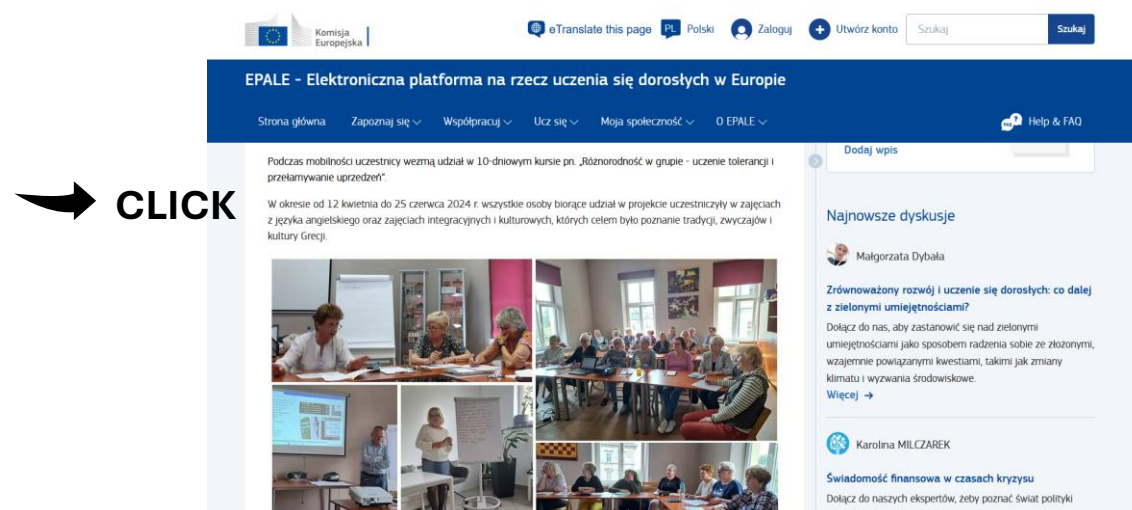 Komisja
Europejska
eTranslate this page PL Polski Zaloguj Utwórz konto Szukaj Szukaj
EPALE - Elektroniczna platforma na rzecz uczenia się dorosłych w Europie
Strona główna Zapoznaj się Współpracuj Ucz się Moja społeczność O EPALE FAQ ? Help & FAQ
Podczas mobilności uczestnicy wezmą udział w 10-dniowym kursie pn. „Różnorodność w grupie - uczenie tolerancji i
przełamywanie uprzedzeń”.
W okresie od 12 kwietnia do 25 czerwca 2024 r. wszystkie osoby biorące udział w projekcie uczestniczyły w zajęciach
z języka angielskiego oraz zajęciach integracyjnych i kulturowych, których celem było poznanie tradycji, zwyczajów i
kultury Grecji.
CLICK
Dodaj wpis
Najnowsze dyskusje
Małgorzata Dybała
Zrównoważony rozwój i uczenie się dorosłych: co dalej
z zielonymi umiejętnościami?
Dołącz do nas, aby zastanowić się nad zielonymi
umiejętnościami jako sposobem radzenia sobie ze złożonymi,
wzajemnie powiązanymi kwestiami, takimi jak zmiany
klimatu i wyzwania środowiskowe.
Więcej →
Karolina MILCZAREK
Świadomość finansowa w czasach kryzysu
Dołącz do naszych ekspertów, żeby poznać świat polityki